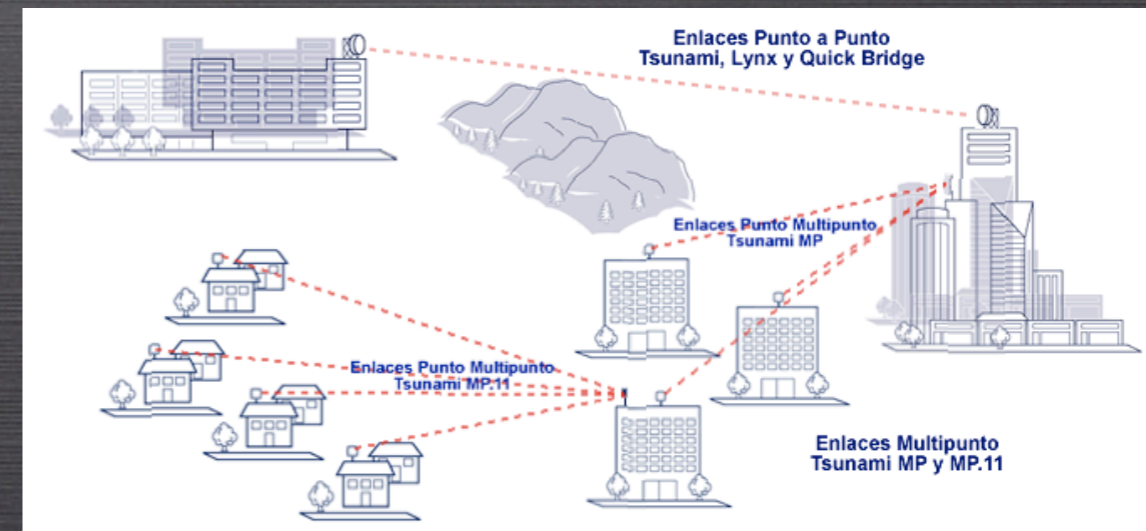 Enlaces Punto a Punto
Tsunami, Lynx y Quick Bridge
Enlaces Punto Multipunto
Tsunami MP
Enlaces Punto Multipunto
Tsunami MP.11
Enlaces Multipunto
Tsunami MP y MP.11